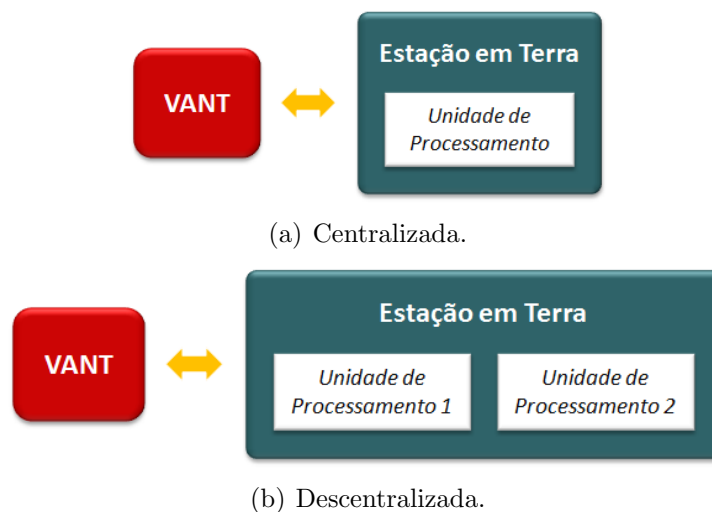 VANT
Estação em Terra
Unidade de
Processamento
(a) Centralizada.
VANT
Estação em Terra
Unidade de
Processamento 1
Unidade de
Processamento 2
(b) Descentralizada.